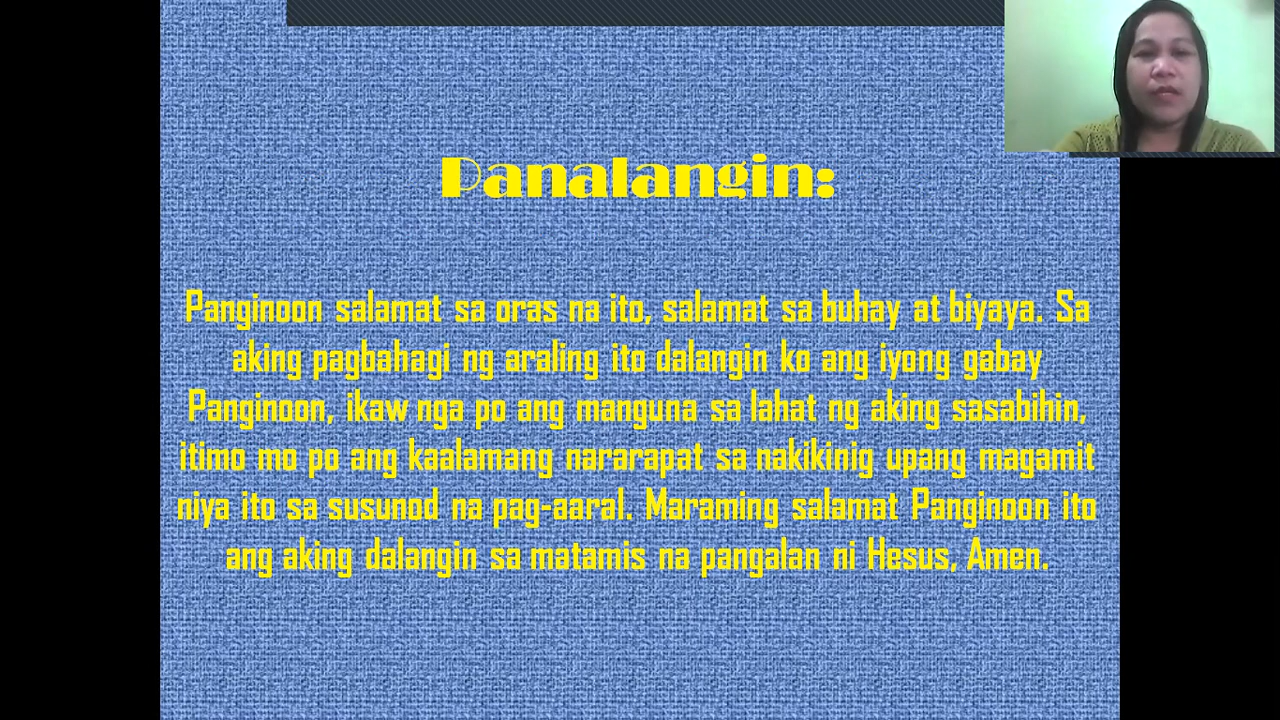 Panalangin:
Panginoon salamat sa oras na ito, salamat sa buhay at biyaya. Sa
aking pagbahagi ng araling ito dalangin ko ang iyong gabay
Panginoon, ikaw nga po ang manguna sa lahat ng aking sasabihin,
itimo mo po ang kaalamang nararapat sa nakikinig upang magamit
niya ito sa susunod na pag-aaral. Maraming salamat Panginoon ito
ang aking dalangin sa matamis na pangalan ni Hesus, Amen.